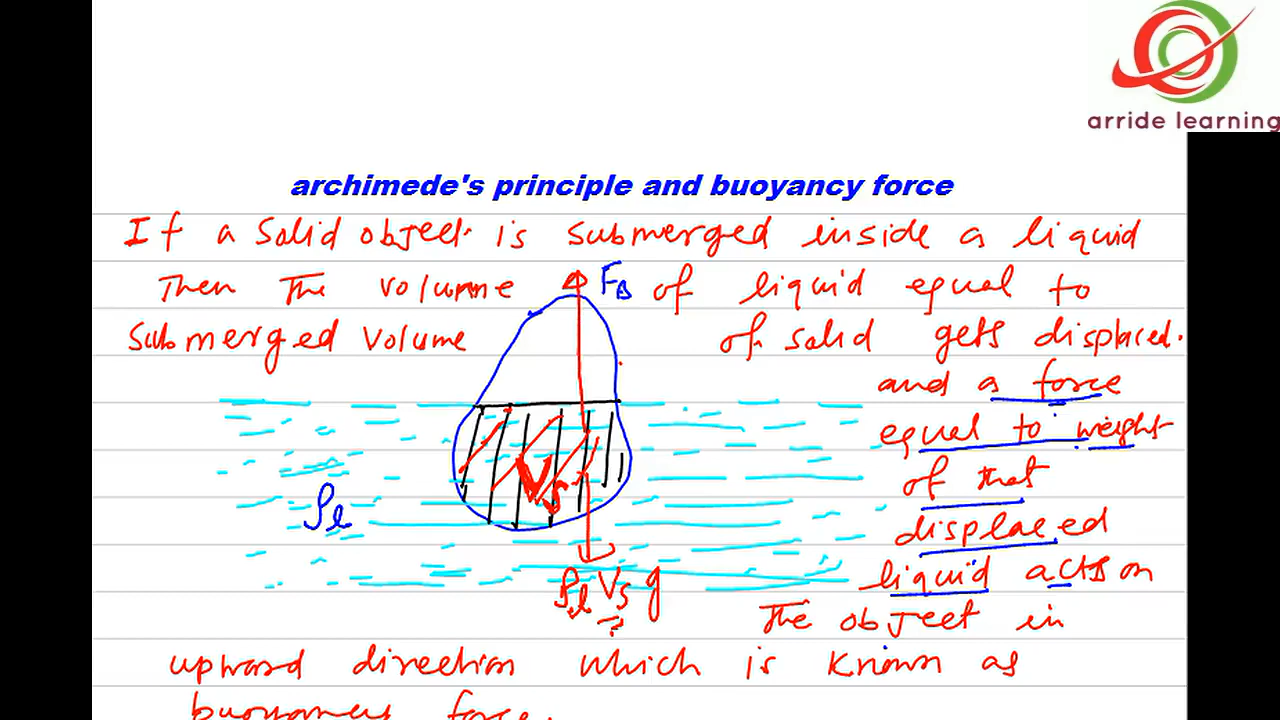 arride learning
archimede's principle and buoyancy force
If a Solid object is submerged inside a liquid
Then The volume of liquid equal to
Submerged Volume of solid gets displaced.
and a force
equal to weight
of that
displaced
liquid acts on
The object in
upward direction which is known as
buoyancy force.
F_B
V_s
ρ_l
ρ_l V_s g